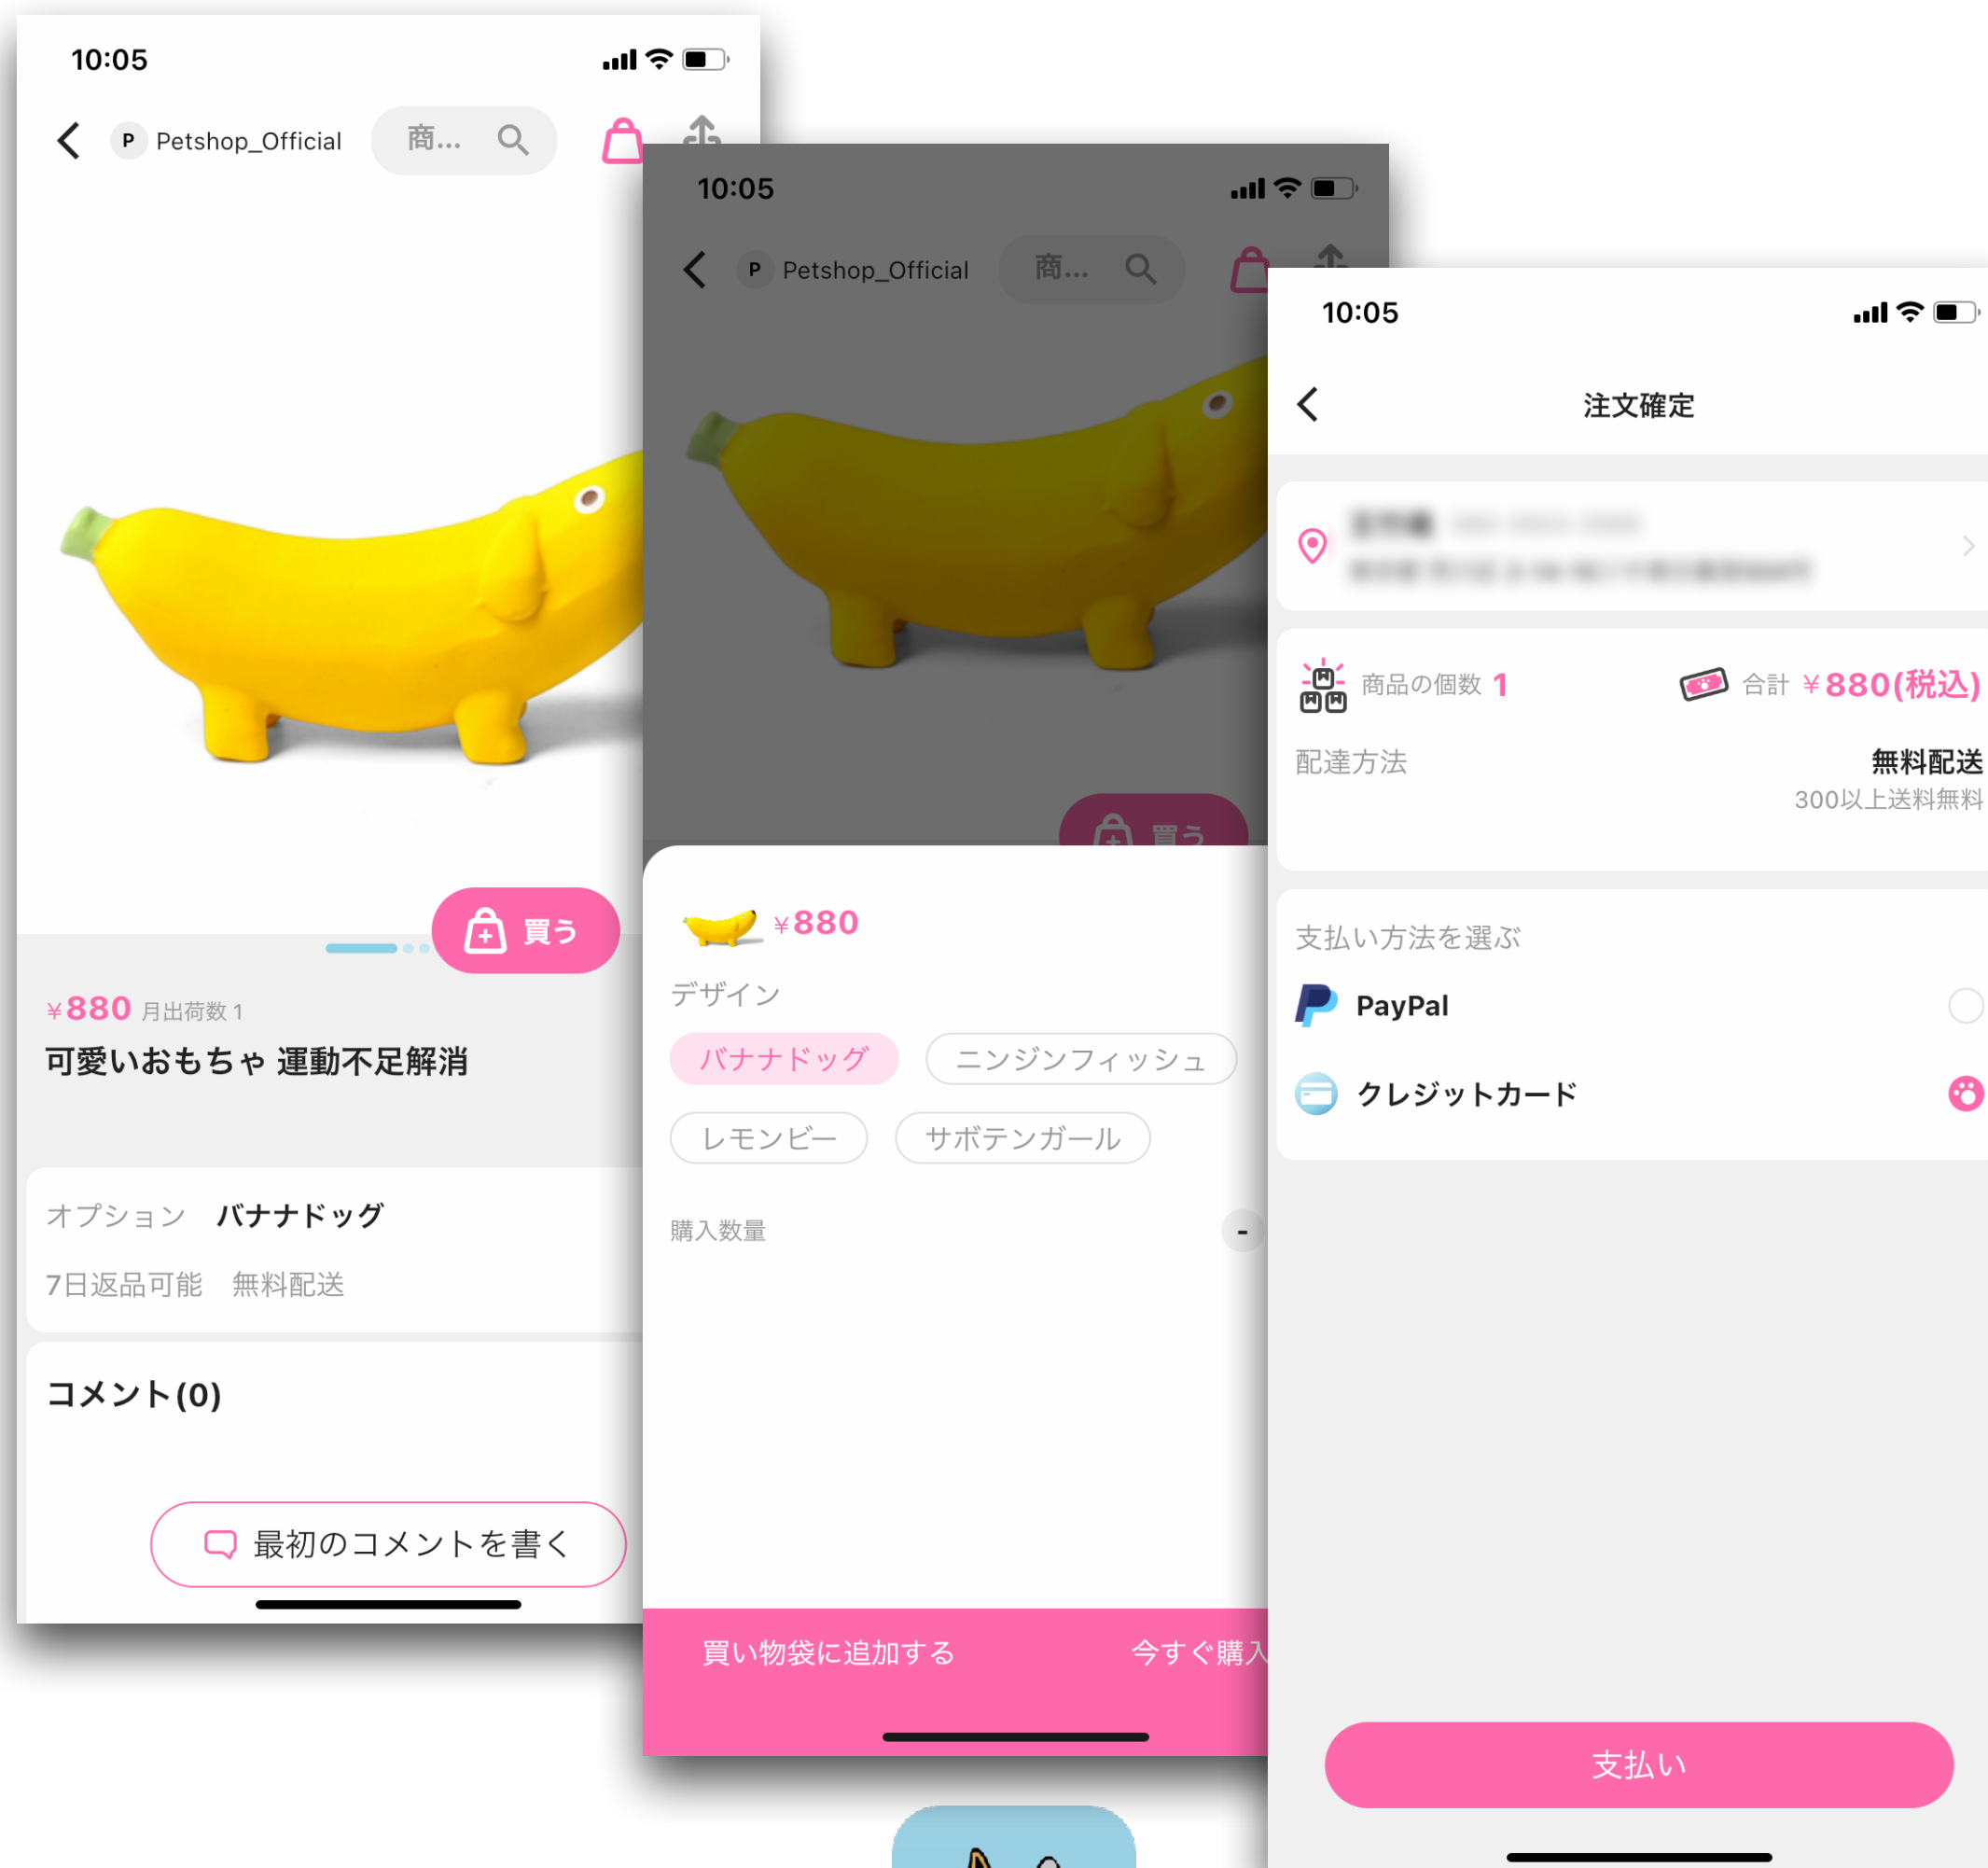 10:05
P Petshop_Official 商...
買う
¥880 月出荷数 1
可愛いおもちゃ 運動不足解消
オプション バナナドッグ
7日返品可能 無料配送
コメント(0)
最初のコメントを書く
10:05
P Petshop_Official 商...
買う
¥880
デザイン
バナナドッグ ニンジンフィッシュ
レモンビー サボテンガール
購入数量 -
買い物袋に追加する 今すぐ購入
10:05
注文確定
商品の個数 1 合計 ¥880(税込)
配達方法 無料配送
300以上送料無料
支払い方法を選ぶ
PayPal
クレジットカード
支払い